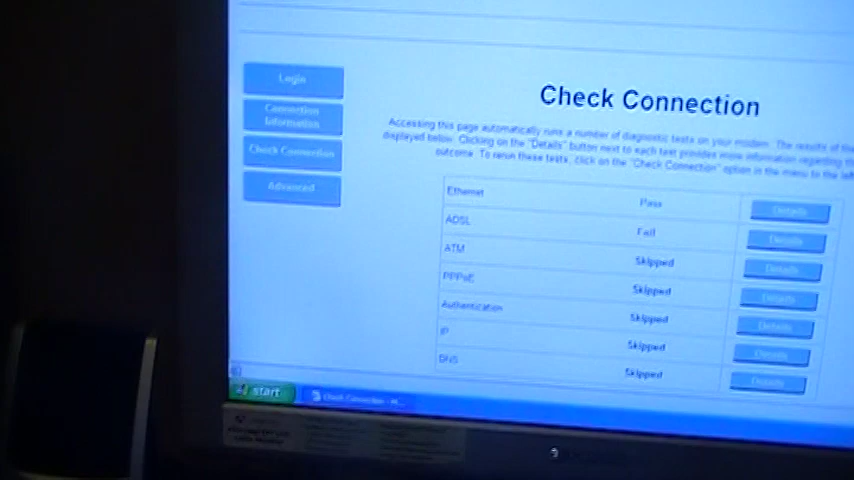 Login
Connection
Information
Check Connection
Advanced
Check Connection
Accessing this page automatically runs a number of diagnostic tests on your modem. The results of the
displayed below. Clicking on the "Details" button next to each test provides more information regarding
outcome. To rerun these tests, click on the "Check Connection" option in the menu to the left
Ethernet Pass Details
ADSL Fail Details
ATM Skipped Details
PPPoE Skipped Details
Authentication Skipped Details
IP Skipped Details
DNS Skipped Details
start Check Connection - M...